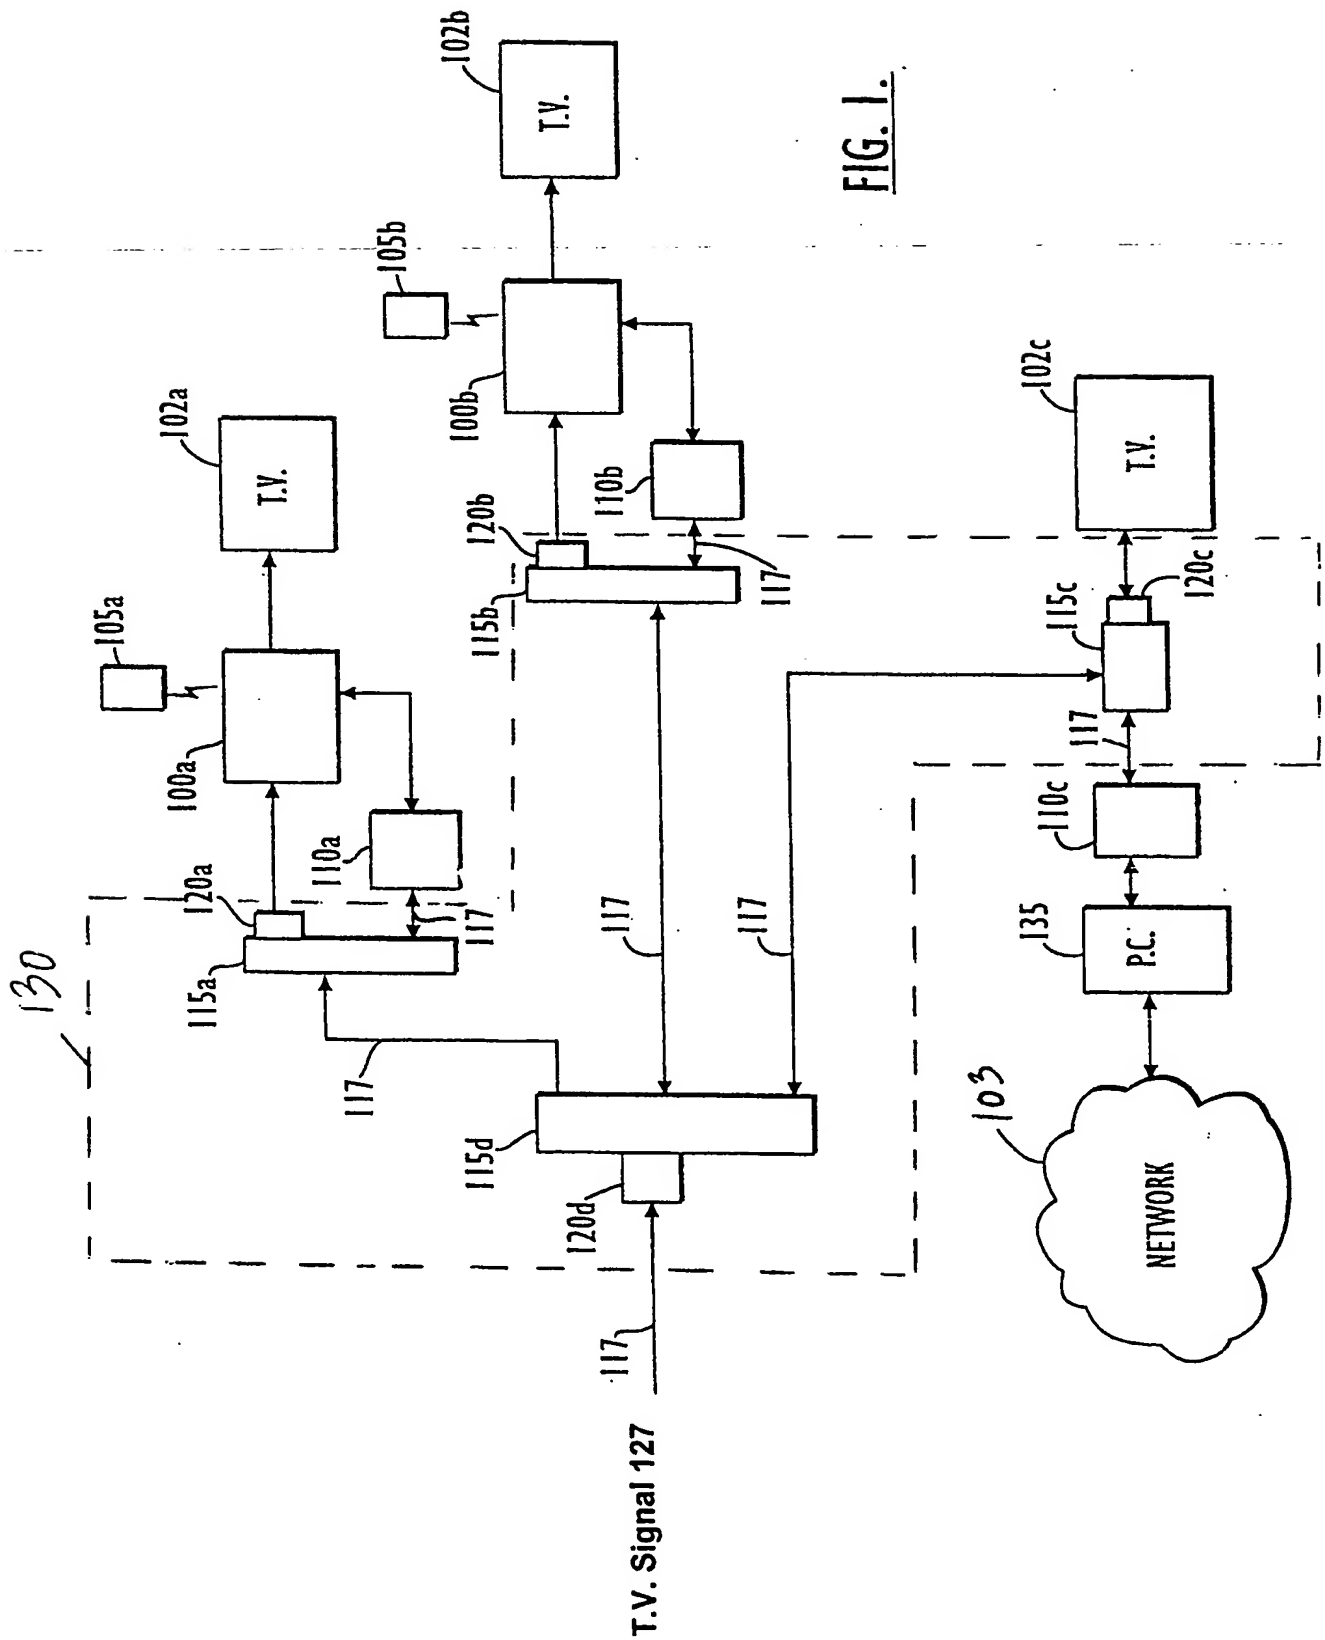 130
105a
102a
105b
102b
T.V.
T.V.
100a
100b
120a
110a
120b
110b
115a
117
115b
117
117
117
117
115d
120d
117
T.V. Signal 127
102c
T.V.
115c
120c
117
110c
135
P.C.
103
NETWORK
FIG. 1.